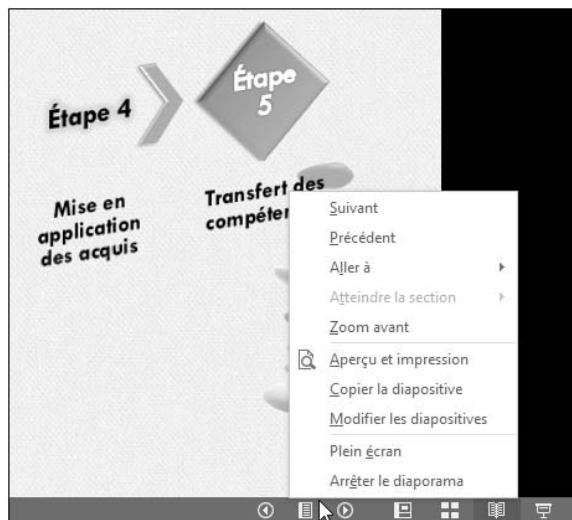 Étape 4
Étape
5
Mise en
application
des acquis
Transfert des
compéten
Suivant
Précédent
Aller à
Atteindre la section
Zoom avant
Aperçu et impression
Copier la diapositive
Modifier les diapositives
Plein écran
Arrêter le diaporama